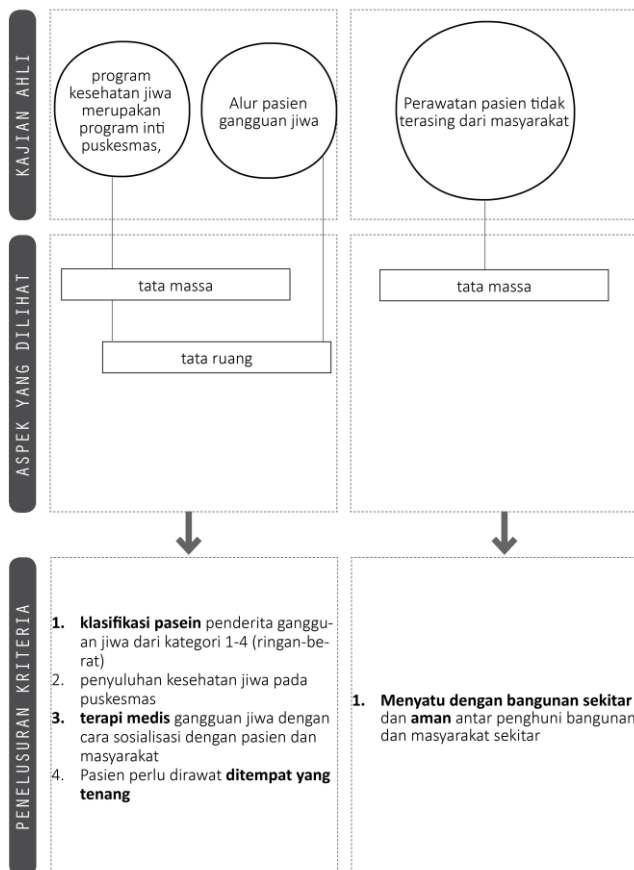 KAJIAN AHLI
program
kesehatan jiwa
merupakan
program inti
puskesmas,
Alur pasien
gangguan jiwa
Perawatan pasien tidak
terasing dari masyarakat
ASPEK YANG DILIHAT
tata massa
tata ruang
tata massa
PENELUSURAN KRITERIA
1. klasifikasi pasein penderita ganggu-
an jiwa dari kategori 1-4 (ringan-be-
rat)
2. penyuluhan kesehatan jiwa pada
puskesmas
3. terapi medis gangguan jiwa dengan
cara sosialisasi dengan pasien dan
masyarakat
4. Pasien perlu dirawat ditempat yang
tenang
1. Menyatu dengan bangunan sekitar
dan aman antar penghuni bangunan
dan masyarakat sekitar